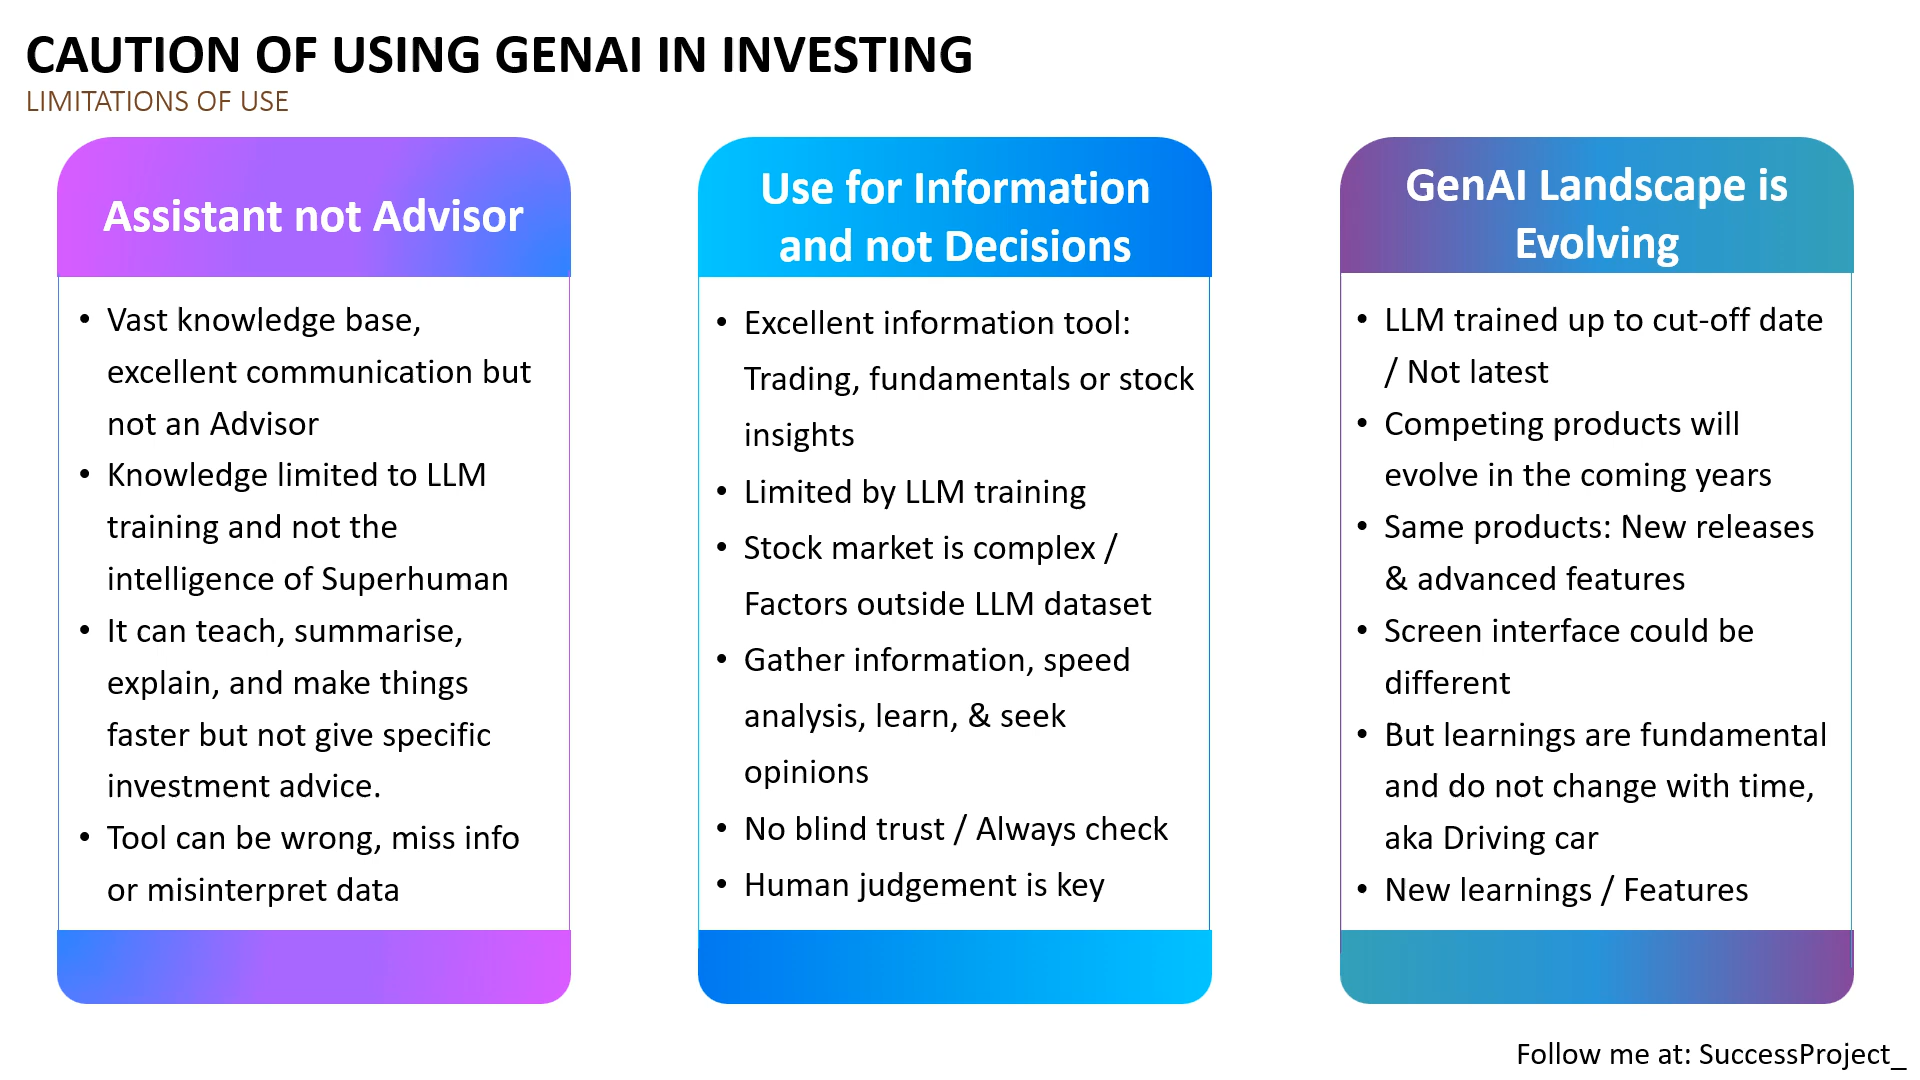 CAUTION OF USING GENAI IN INVESTING
LIMITATIONS OF USE
Assistant not Advisor
• Vast knowledge base,
excellent communication but
not an Advisor
• Knowledge limited to LLM
training and not the
intelligence of Superhuman
• It can teach, summarise,
explain, and make things
faster but not give specific
investment advice.
• Tool can be wrong, miss info
or misinterpret data
Use for Information
and not Decisions
• Excellent information tool:
Trading, fundamentals or stock
insights
• Limited by LLM training
• Stock market is complex /
Factors outside LLM dataset
• Gather information, speed
analysis, learn, & seek
opinions
• No blind trust / Always check
• Human judgement is key
GenAI Landscape is
Evolving
• LLM trained up to cut-off date
/ Not latest
• Competing products will
evolve in the coming years
• Same products: New releases
& advanced features
• Screen interface could be
different
• But learnings are fundamental
and do not change with time,
aka Driving car
• New learnings / Features
Follow me at: SuccessProject_